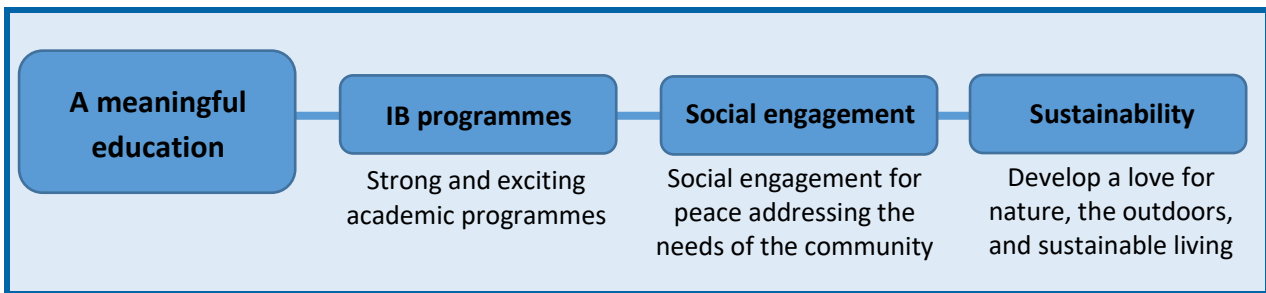 A meaningful
education
IB programmes
Strong and exciting
academic programmes
Social engagement
Social engagement for
peace addressing the
needs of the community
Sustainability
Develop a love for
nature, the outdoors,
and sustainable living